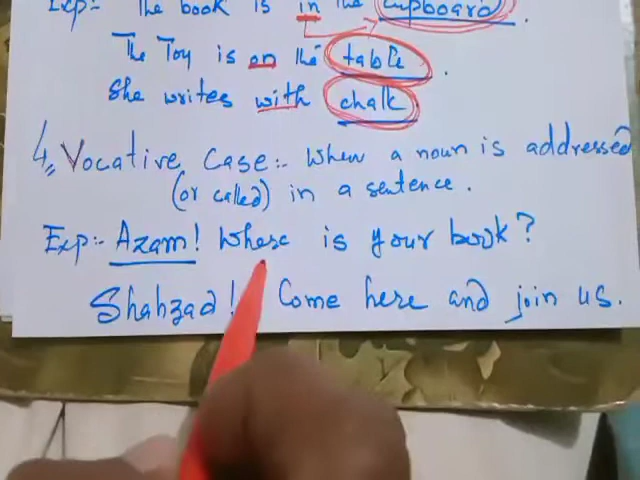 Exp:- The book is in the cupboard.
The Toy is on the table.
She writes with chalk
4, Vocative Case:- When a noun is addressed
(or called) in a sentence.
Exp:- Azam! Where is your book?
Shahzad! Come here and join us.